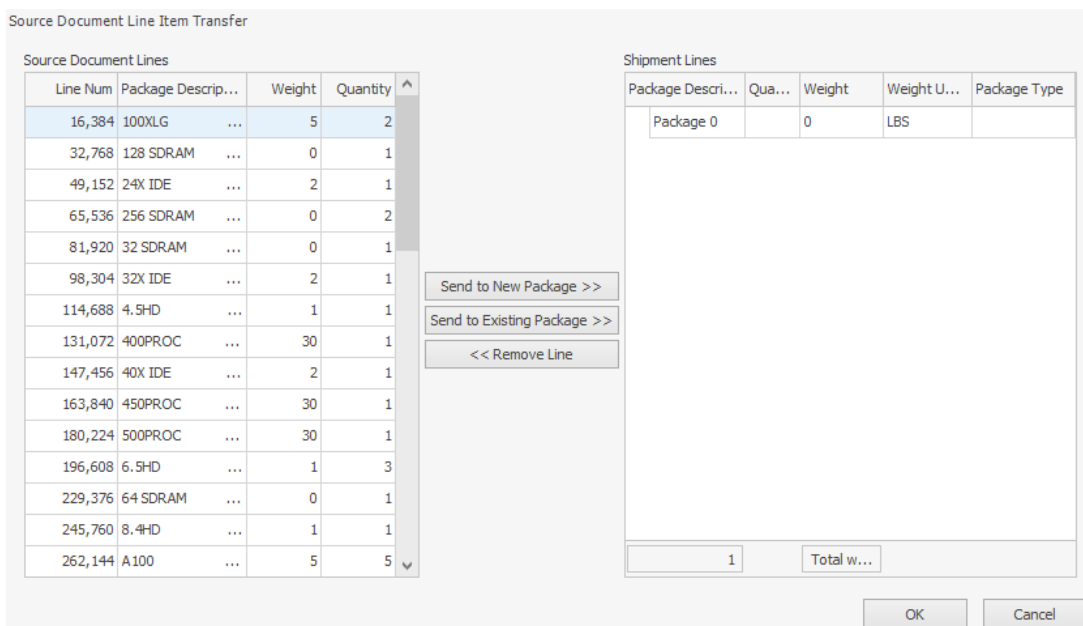 Source Document Line Item Transfer
Source Document Lines
Line Num Package Descrip... Weight Quantity
16,384 100XLG ... 5 2
32,768 128 SDRAM ... 0 1
49,152 24X IDE ... 2 1
65,536 256 SDRAM ... 0 2
81,920 32 SDRAM ... 0 1
98,304 32X IDE ... 2 1
114,688 4.5HD ... 1 1
131,072 400PROC ... 30 1
147,456 40X IDE ... 2 1
163,840 450PROC ... 30 1
180,224 500PROC ... 30 1
196,608 6.5HD ... 1 3
229,376 64 SDRAM ... 0 1
245,760 8.4HD ... 1 1
262,144 A100 ... 5 5
Send to New Package >>
Send to Existing Package >>
<< Remove Line
Shipment Lines
Package Descri... Qua... Weight Weight U... Package Type
Package 0 0 LBS
1 Total w...
OK Cancel